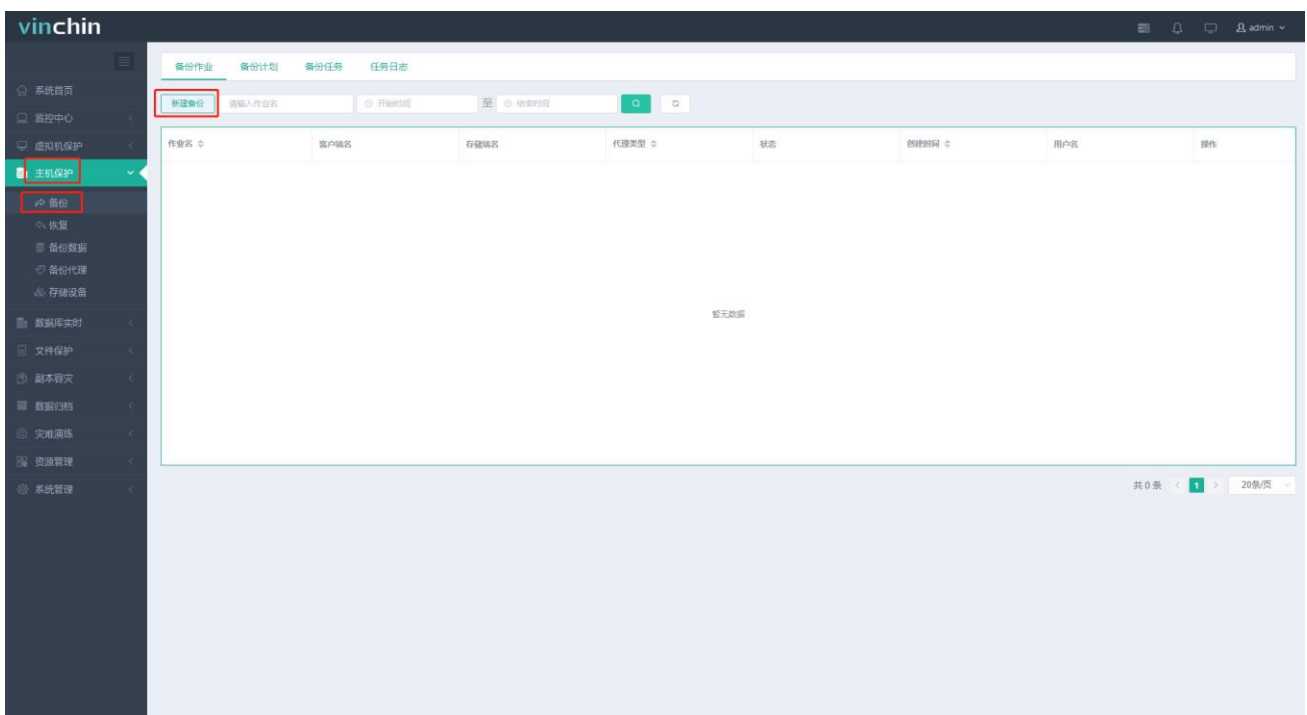 vinchin
admin
系统首页
监控中心
虚拟机保护
主机保护
备份
恢复
备份数据
备份代理
存储设备
数据库实时
文件保护
副本容灾
数据归档
灾难演练
资源管理
系统管理
备份作业 备份计划 备份任务 任务日志
新建备份 请输入作业名 开始时间 至 结束时间
作业名 客户端名 存储端名 代理类型 状态 创建时间 用户名 操作
暂无数据
共 0 条 1 20条/页